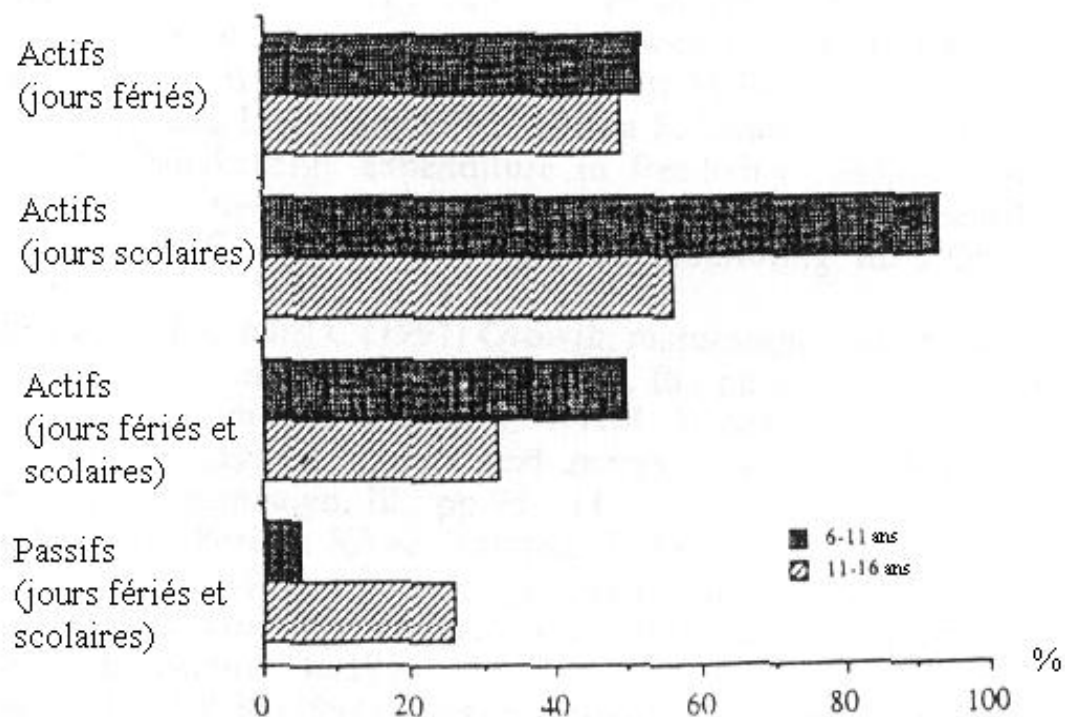 Actifs
(jours fériés)
Actifs
(jours scolaires)
Actifs
(jours fériés et
scolaires)
Passifs
(jours fériés et
scolaires)
6-11 ans
11-16 ans
%
0 20 40 60 80 100